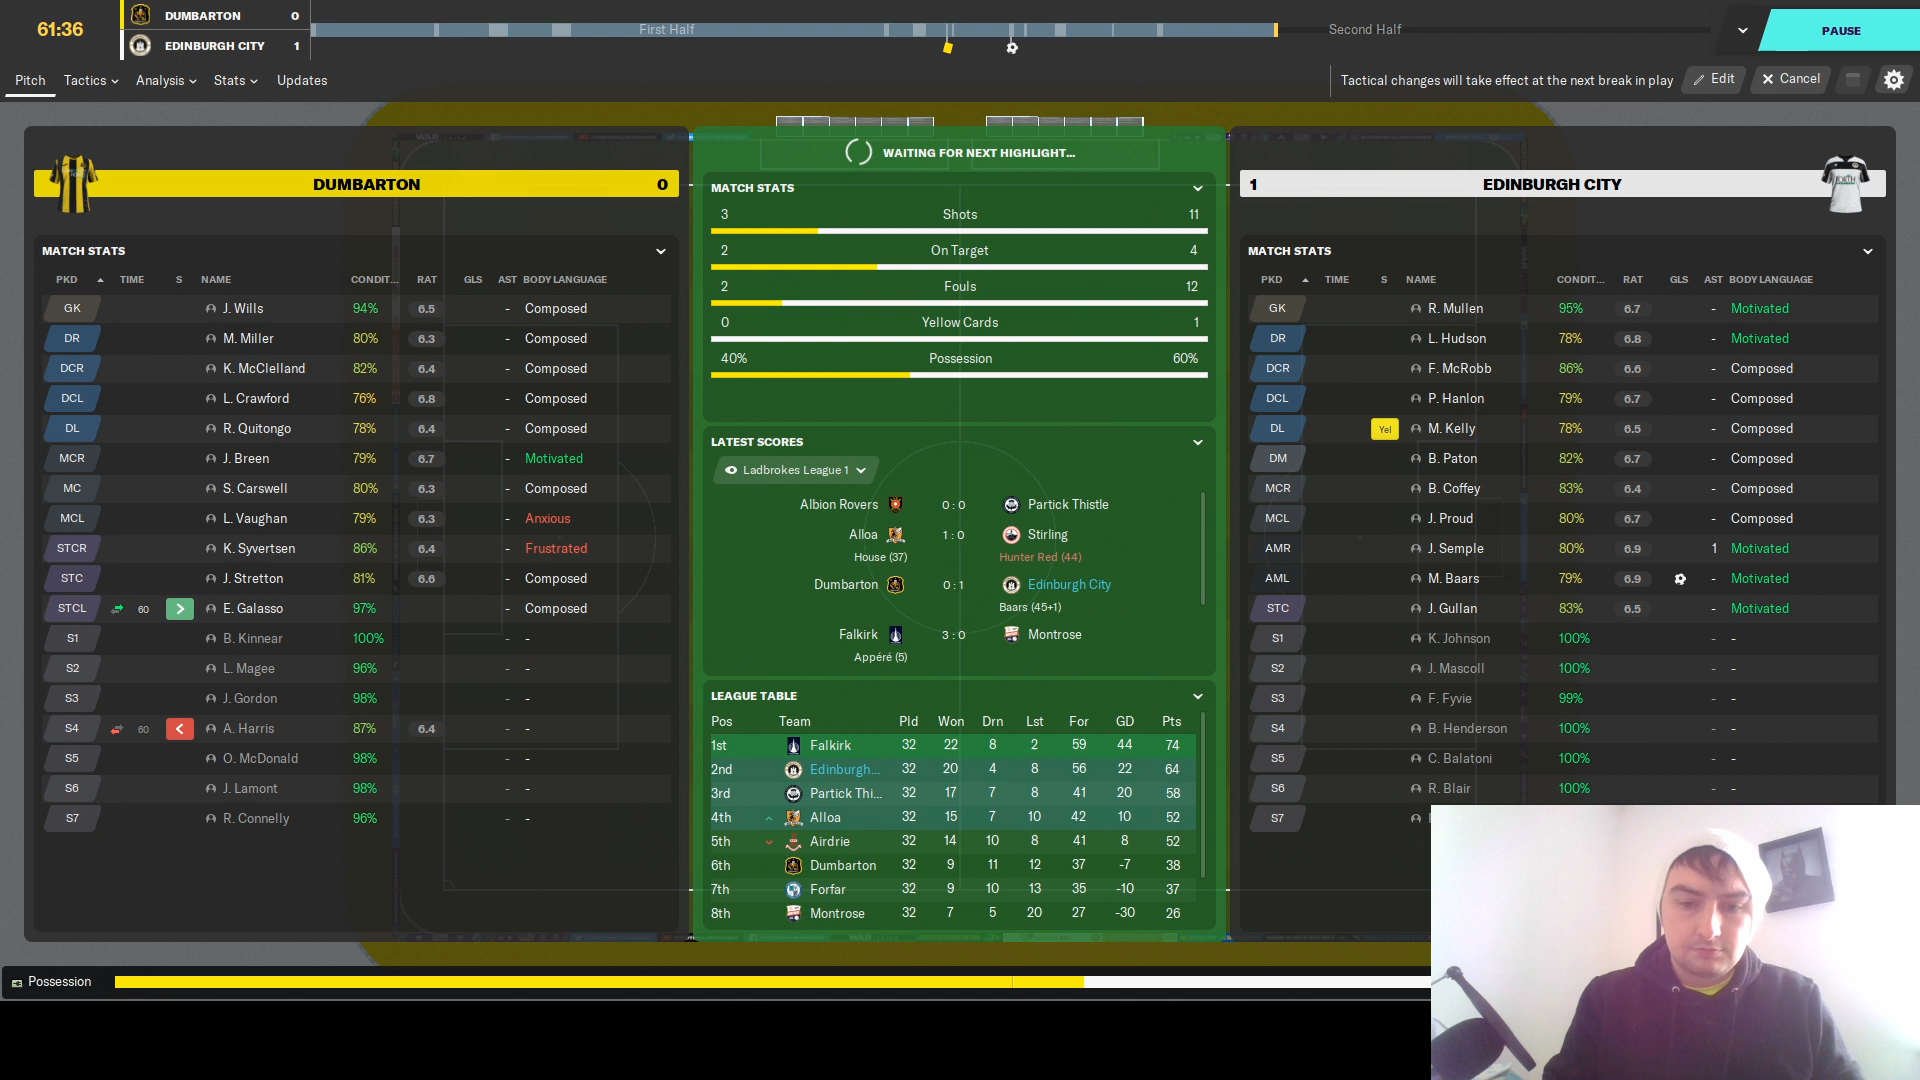 61:36
DUMBARTON 0
EDINBURGH CITY 1
First Half
Second Half
PAUSE
Pitch Tactics Analysis Stats Updates
Tactical changes will take effect at the next break in play
Edit
Cancel
DUMBARTON 0
MATCH STATS
PKD TIME S NAME CONDIT... RAT GLS AST BODY LANGUAGE
GK J. Wills 94% 6.5 - Composed
DR M. Miller 80% 6.3 - Composed
DCR K. McClelland 82% 6.4 - Composed
DCL L. Crawford 76% 6.8 - Composed
DL R. Quitongo 78% 6.4 - Composed
MCR J. Breen 79% 6.7 - Motivated
MC S. Carswell 80% 6.3 - Composed
MCL L. Vaughan 79% 6.3 - Anxious
STCR K. Syvertsen 86% 6.4 - Frustrated
STC J. Stretton 81% 6.6 - Composed
STCL 60 E. Galasso 97% - Composed
S1 B. Kinnear 100% - -
S2 L. Magee 96% - -
S3 J. Gordon 98% - -
S4 60 A. Harris 87% 6.4 - -
S5 O. McDonald 98% - -
S6 J. Lamont 98% - -
S7 R. Connelly 96% - -
WAITING FOR NEXT HIGHLIGHT...
MATCH STATS
3 Shots 11
2 On Target 4
2 Fouls 12
0 Yellow Cards 1
40% Possession 60%
LATEST SCORES
Ladbrokes League 1
Albion Rovers 0 : 0 Partick Thistle
Alloa 1 : 0 Stirling
House (37) Hunter Red (44)
Dumbarton 0 : 1 Edinburgh City
Baars (45+1)
Falkirk 3 : 0 Montrose
Appéré (5)
LEAGUE TABLE
Pos Team Pld Won Drn Lst For GD Pts
1st Falkirk 32 22 8 2 59 44 74
2nd Edinburgh... 32 20 4 8 56 22 64
3rd Partick Thi... 32 17 7 8 41 20 58
4th Alloa 32 15 7 10 42 10 52
5th Airdrie 32 14 10 8 41 8 52
6th Dumbarton 32 9 11 12 37 -7 38
7th Forfar 32 9 10 13 35 -10 37
8th Montrose 32 7 5 20 27 -30 26
1 EDINBURGH CITY
MATCH STATS
PKD TIME S NAME CONDIT... RAT GLS AST BODY LANGUAGE
GK R. Mullen 95% 6.7 - Motivated
DR L. Hudson 78% 6.8 - Motivated
DCR F. McRobb 86% 6.6 - Composed
DCL P. Hanlon 79% 6.7 - Composed
DL Yel M. Kelly 78% 6.5 - Composed
DM B. Paton 82% 6.7 - Composed
MCR B. Coffey 83% 6.4 - Composed
MCL J. Proud 80% 6.7 - Composed
AMR J. Semple 80% 6.9 1 Motivated
AML M. Baars 79% 6.9 - Motivated
STC J. Gullan 83% 6.5 - Motivated
S1 K. Johnson 100% - -
S2 J. Mascoll 100% - -
S3 F. Fyvie 99% - -
S4 B. Henderson 100% - -
S5 C. Balatoni 100% - -
S6 R. Blair 100% - -
S7
Possession